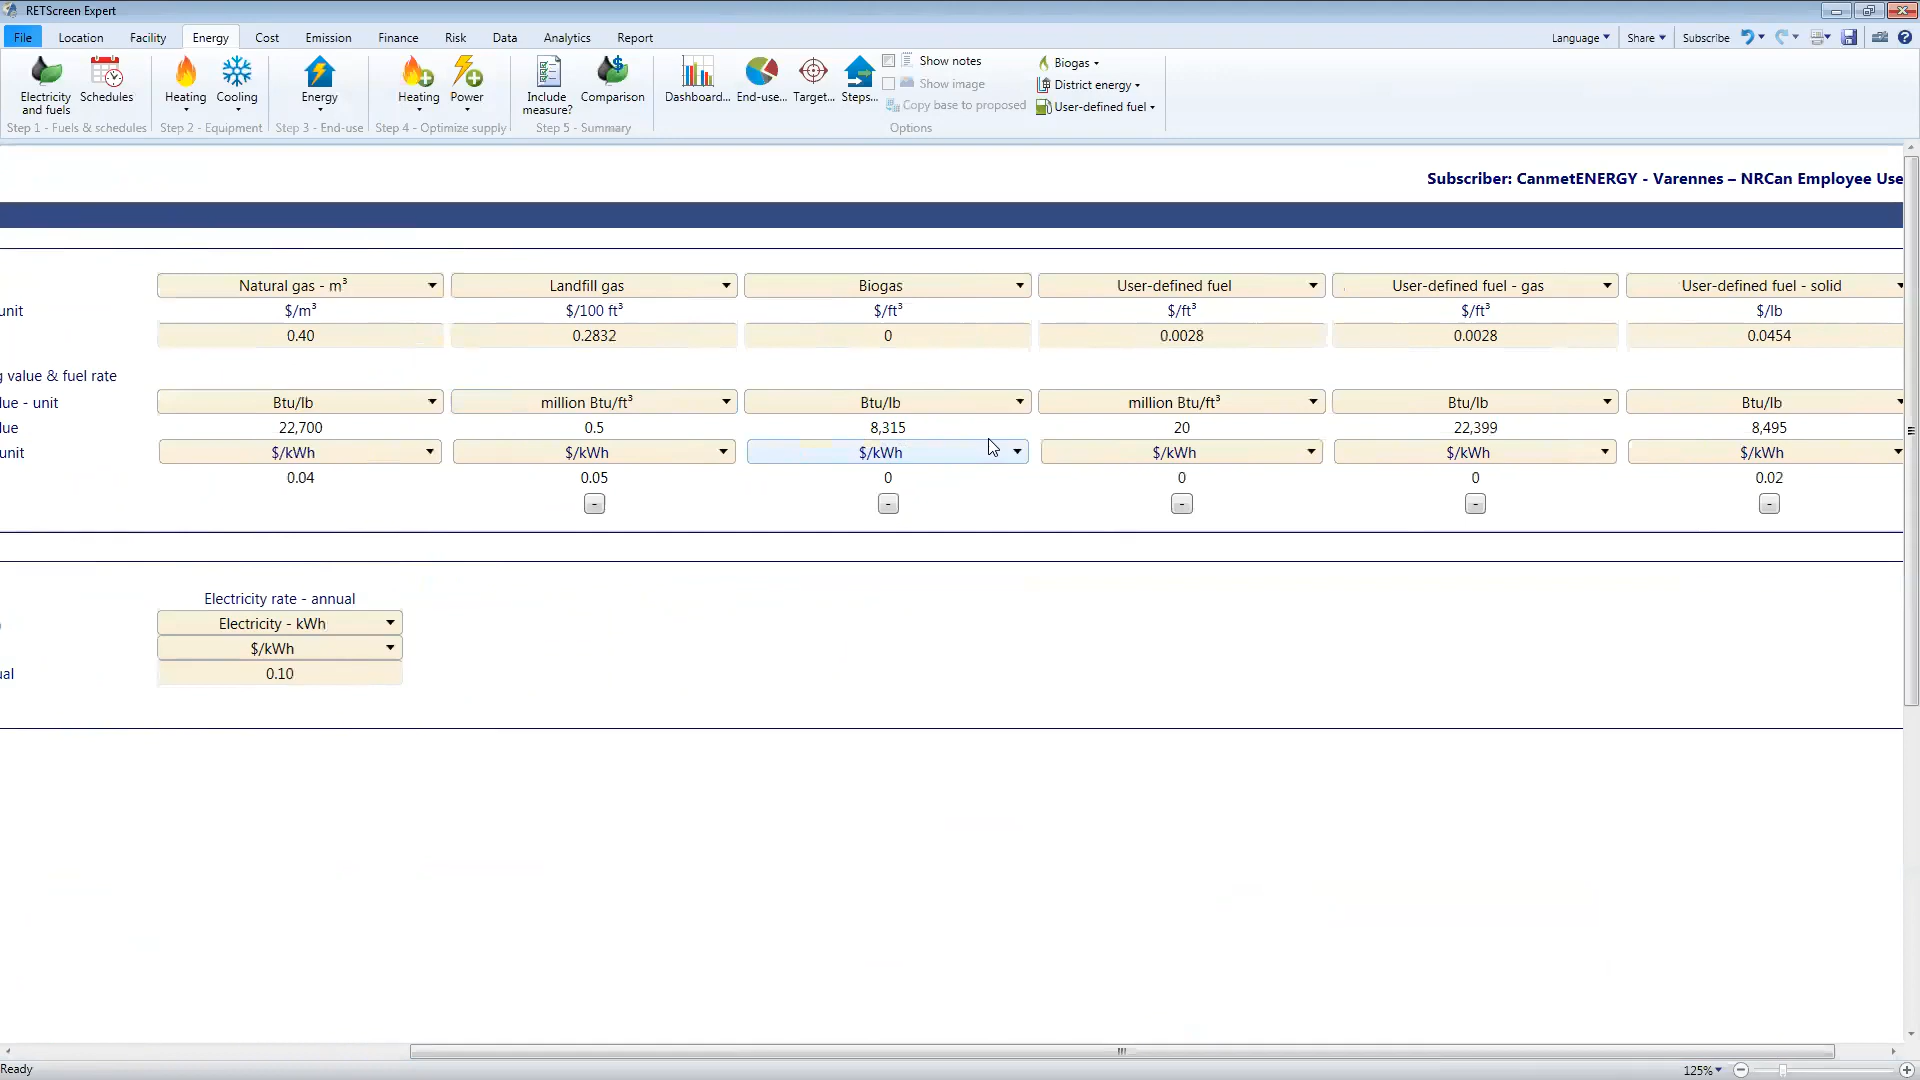 RETScreen Expert
File Location Facility Energy Cost Emission Finance Risk Data Analytics Report Language Share Subscribe
Electricity and fuels Schedules Heating Cooling Energy Heating Power Include measure? Comparison Dashboard... End-use... Target... Steps...
Show notes Biogas
Show image District energy
Copy base to proposed User-defined fuel
Step 1 - Fuels & schedules Step 2 - Equipment Step 3 - End-use Step 4 - Optimize supply Step 5 - Summary Options
Subscriber: CanmetENERGY - Varennes – NRCan Employee Use
Natural gas - m³ Landfill gas Biogas User-defined fuel User-defined fuel - gas User-defined fuel - solid
unit $/m³ $/100 ft³ $/ft³ $/ft³ $/ft³ $/lb
0.40 0.2832 0 0.0028 0.0028 0.0454
g value & fuel rate
lue - unit Btu/lb million Btu/ft³ Btu/lb million Btu/ft³ Btu/lb Btu/lb
lue 22,700 0.5 8,315 20 22,399 8,495
unit $/kWh $/kWh $/kWh $/kWh $/kWh $/kWh
0.04 0.05 0 0 0 0.02
- - - - -
Electricity rate - annual
Electricity - kWh
$/kWh
ual 0.10
Ready 125%